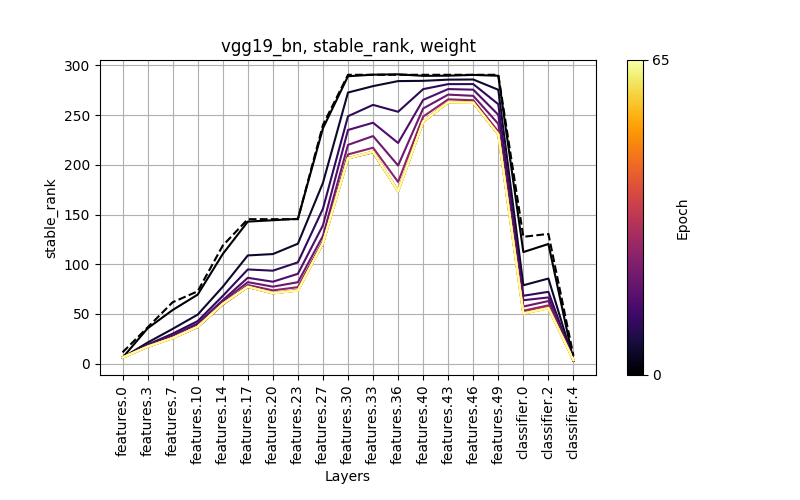 vgg19_bn, stable_rank, weight
300
250
200
150
100
50
0
stable_rank
features.0
features.3
features.7
features.10
features.14
features.17
features.20
features.23
features.27
features.30
features.33
features.36
features.40
features.43
features.46
features.49
classifier.0
classifier.2
classifier.4
Layers
65
0
Epoch